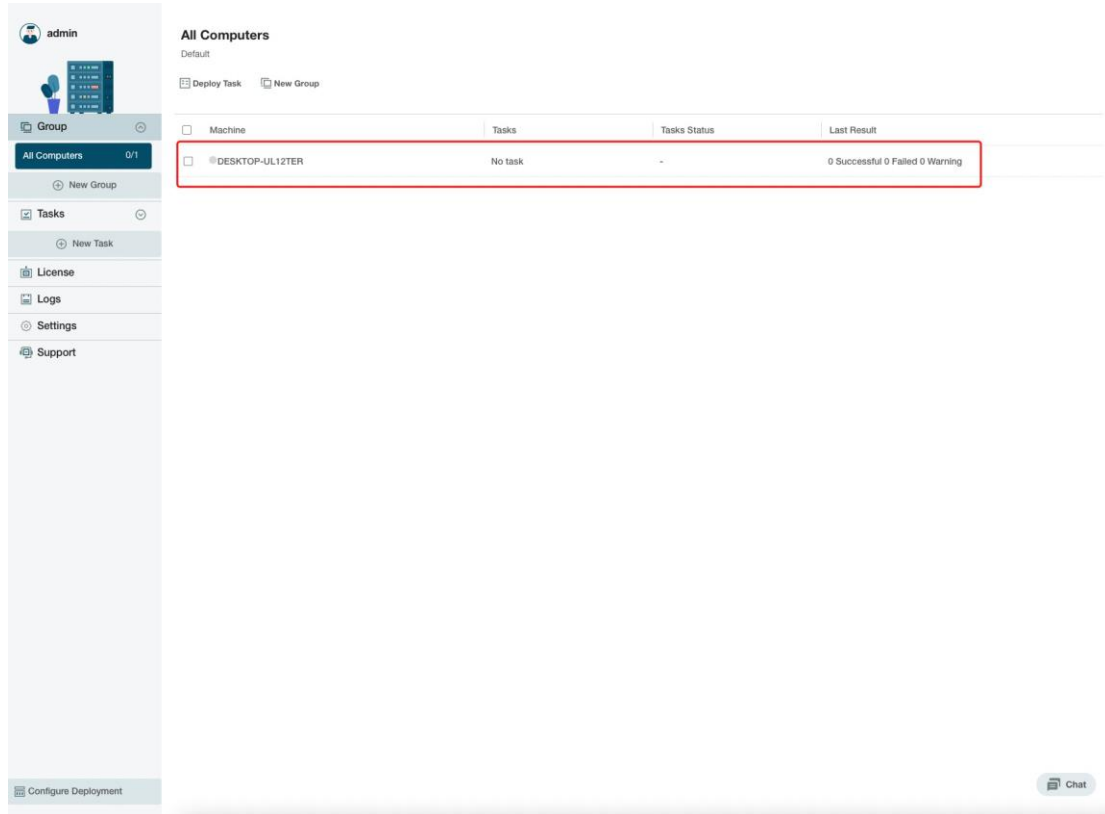 admin
All Computers
Default
Deploy Task New Group
Group
Machine Tasks Tasks Status Last Result
All Computers 0/1
DESKTOP-UL12TER No task - 0 Successful 0 Failed 0 Warning
New Group
Tasks
New Task
License
Logs
Settings
Support
Configure Deployment
Chat